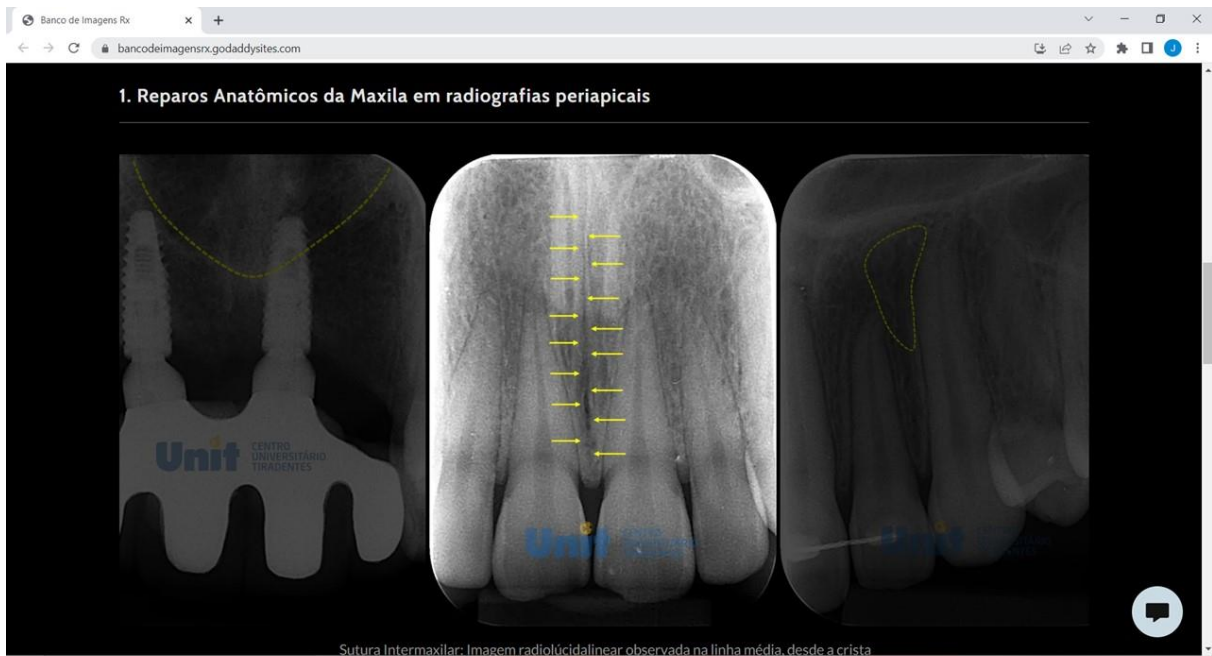 Banco de Imagens Rx
bancodeimagensrx.godaddysites.com
J
1. Reparos Anatômicos da Maxila em radiografias periapicais
Unit CENTRO
UNIVERSITÁRIO
TIRADENTES
Unit
Sutura Intermaxilar: Imagem radiolúcidalinear observada na linha média, desde a crista